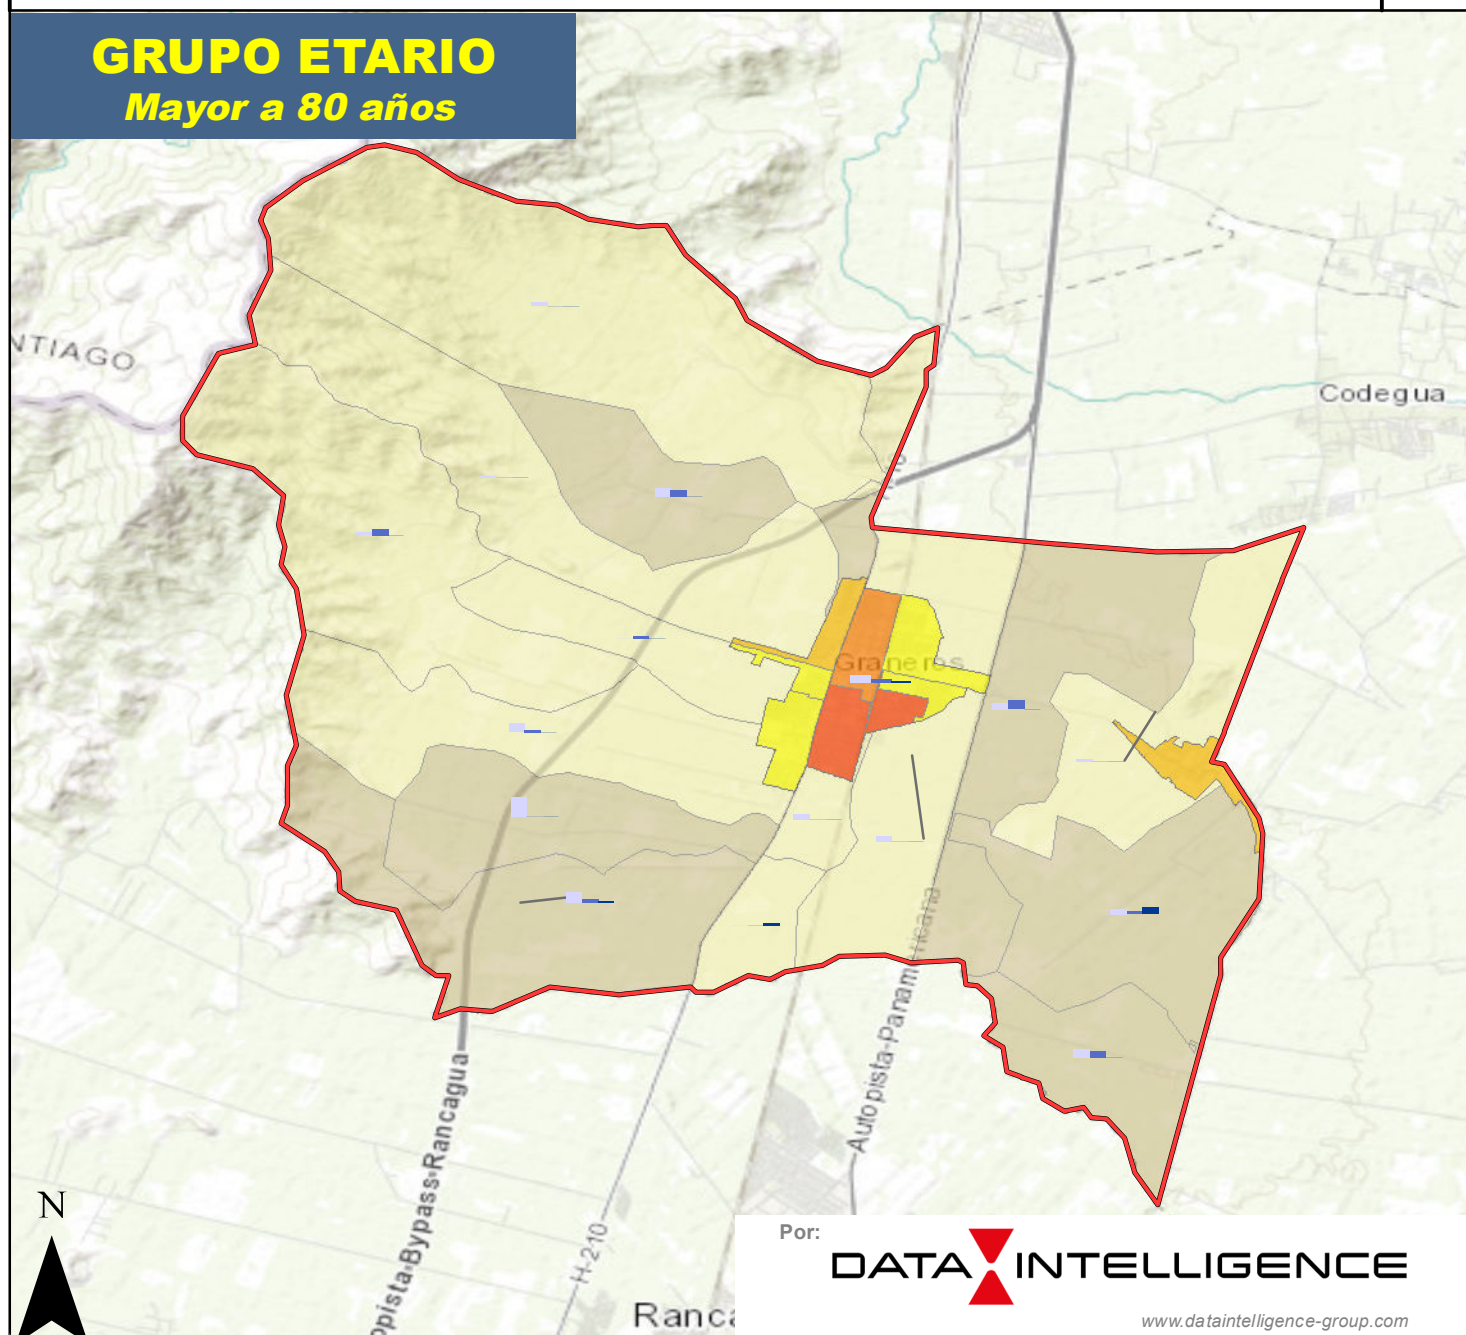 GRUPO ETARIO
Mayor a 80 años
NTIAGO
Codegua
Graneros
Autopista-Panamericana
opista-Bypass-Rancagua
H-210
N
Ranca
Por:
DATA INTELLIGENCE
www.dataintelligence-group.com